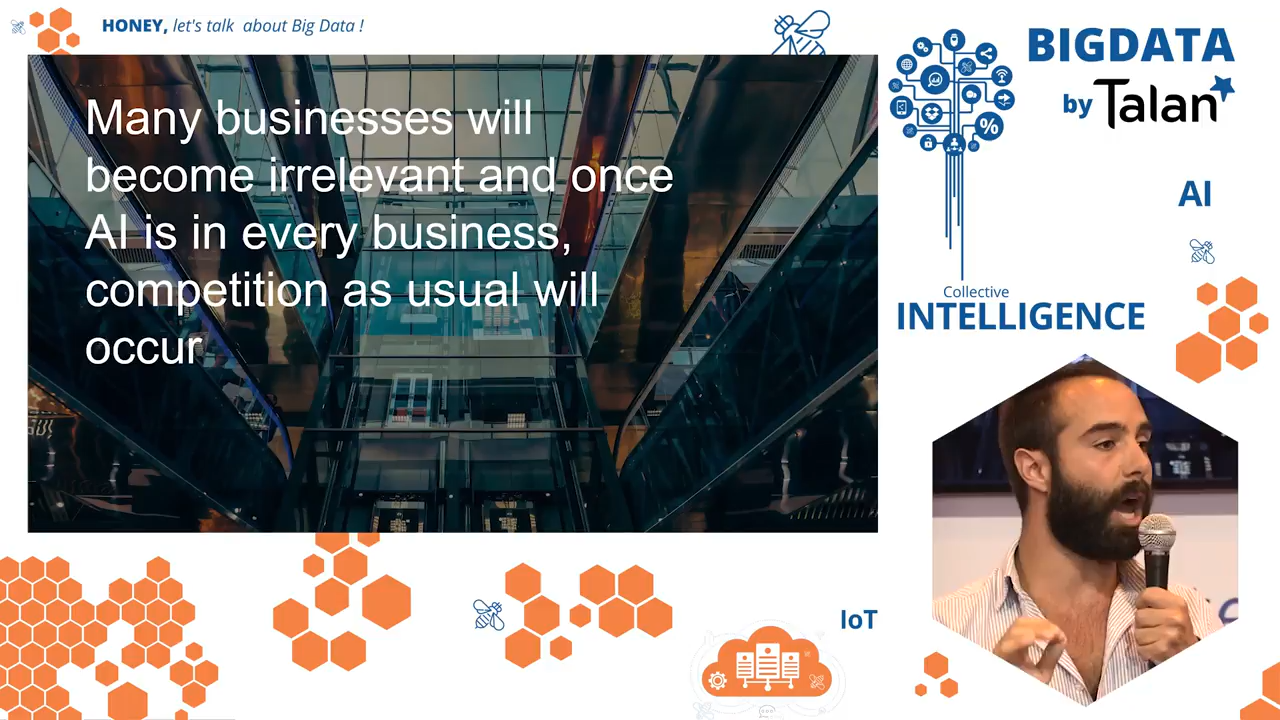 HONEY, let's talk about Big Data !
Many businesses will
become irrelevant and once
AI is in every business,
competition as usual will
occur
BIGDATA
by Talan
%
AI
Collective
INTELLIGENCE
IoT